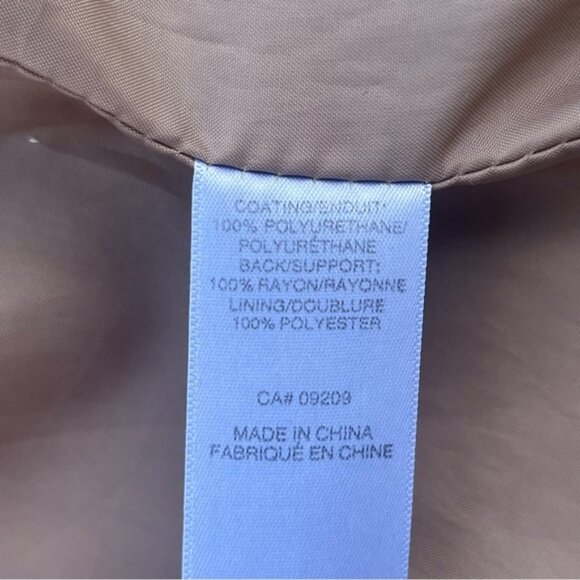 COATING/ENDUIT:
100% POLYURETHANE/
POLYURÉTHANE
BACK/SUPPORT:
100% RAYON/RAYONNE
LINING/DOUBLURE
100% POLYESTER
CA# 09209
MADE IN CHINA
FABRIQUÉ EN CHINE